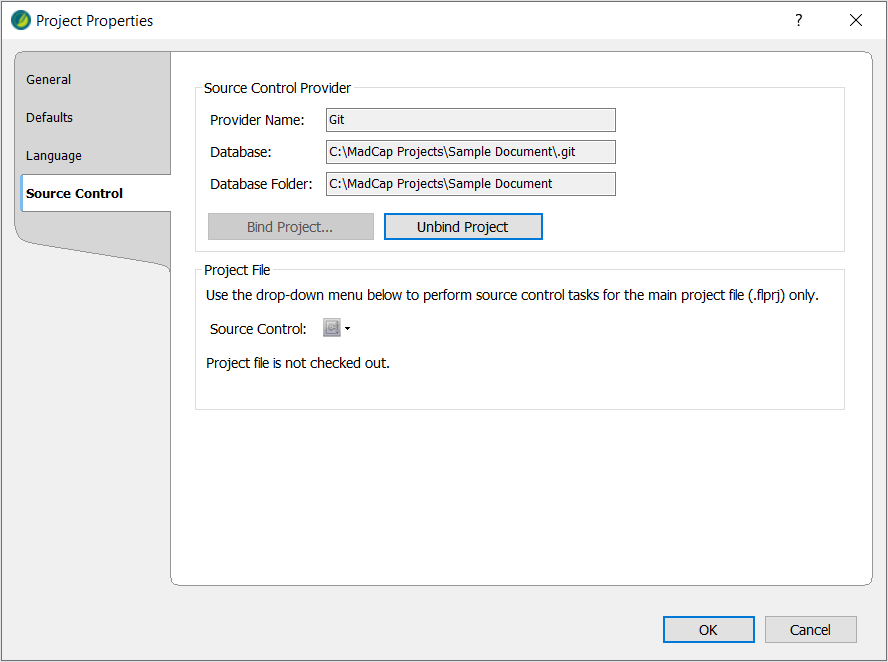 Project Properties
?
General
Defaults
Language
Source Control
Source Control Provider
Provider Name: Git
Database: C:\MadCap Projects\Sample Document\.git
Database Folder: C:\MadCap Projects\Sample Document
Bind Project... Unbind Project
Project File
Use the drop-down menu below to perform source control tasks for the main project file (.flprj) only.
Source Control:
Project file is not checked out.
OK Cancel